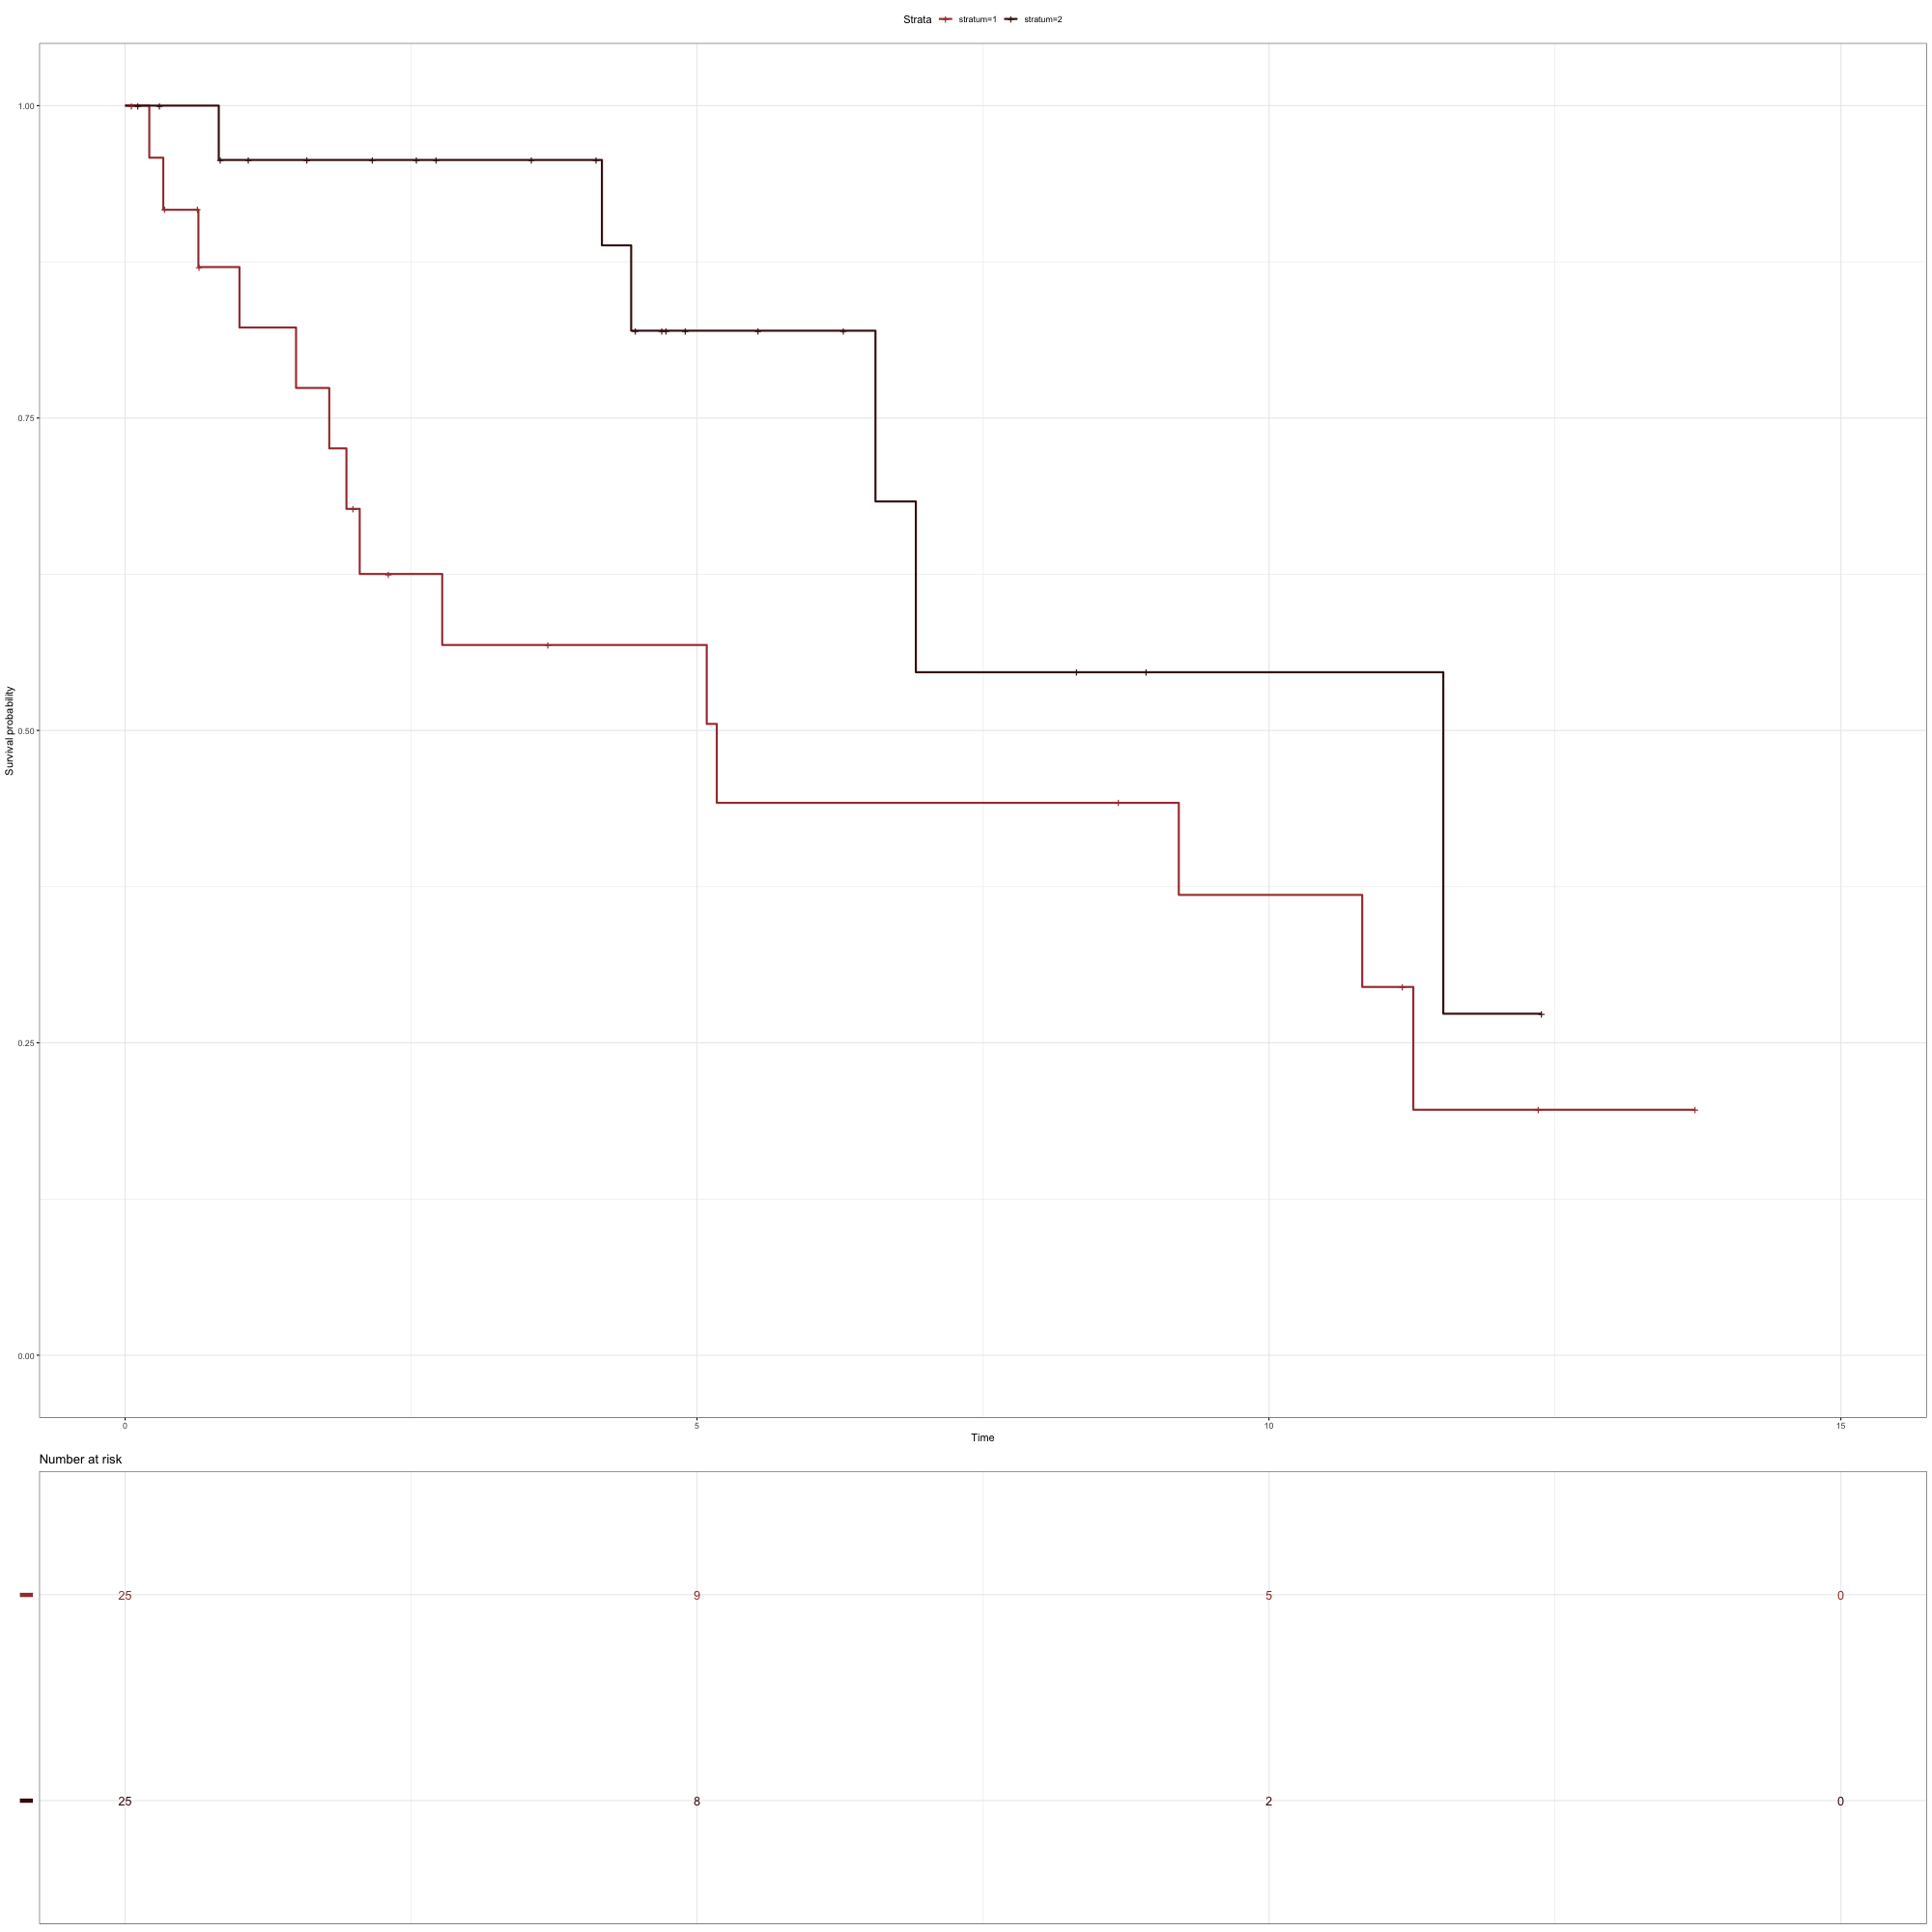 Strata stratum=1 stratum=2
1.00
0.75
0.50
0.25
0.00
Survival probability
0 5 10 15
Time
Number at risk
25 9 5 0
25 8 2 0